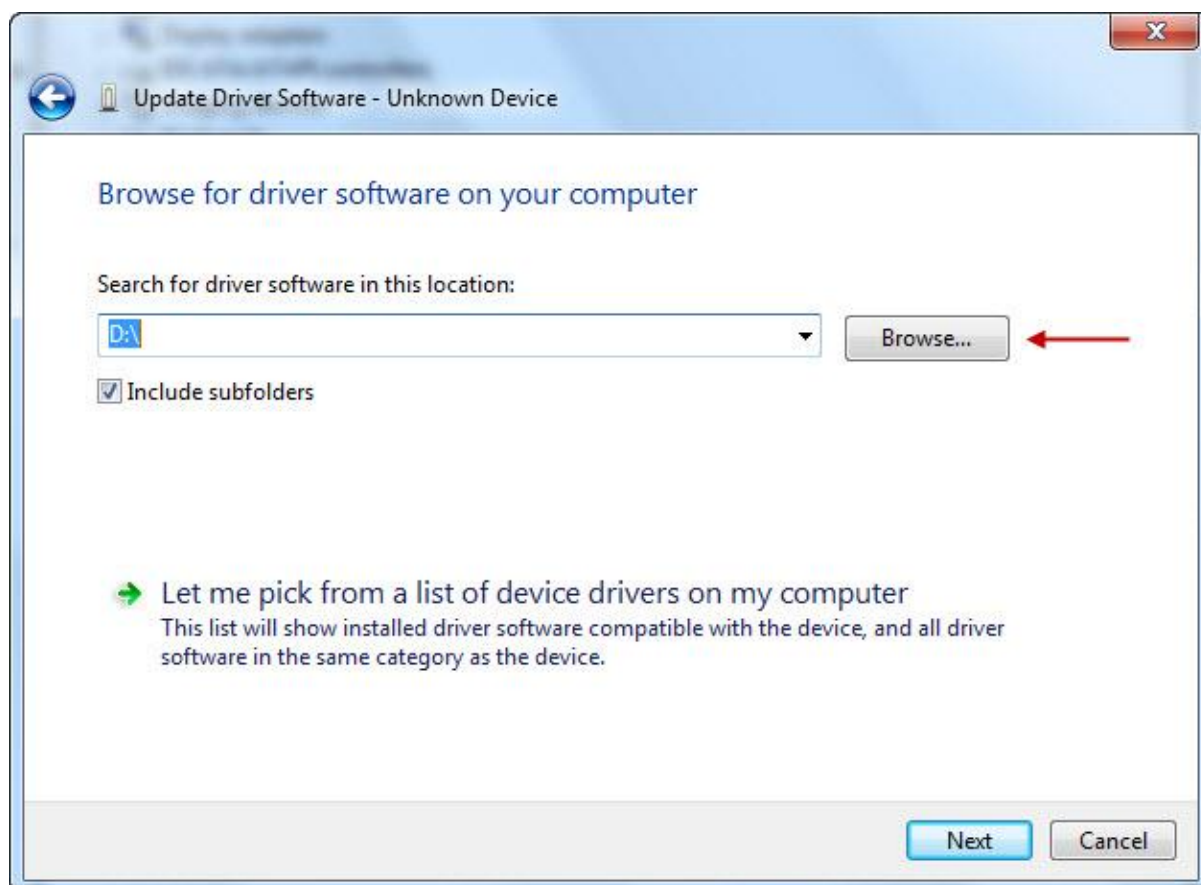 Update Driver Software - Unknown Device
Browse for driver software on your computer
Search for driver software in this location:
D:\
Browse...
Include subfolders
Let me pick from a list of device drivers on my computer
This list will show installed driver software compatible with the device, and all driver
software in the same category as the device.
Next
Cancel